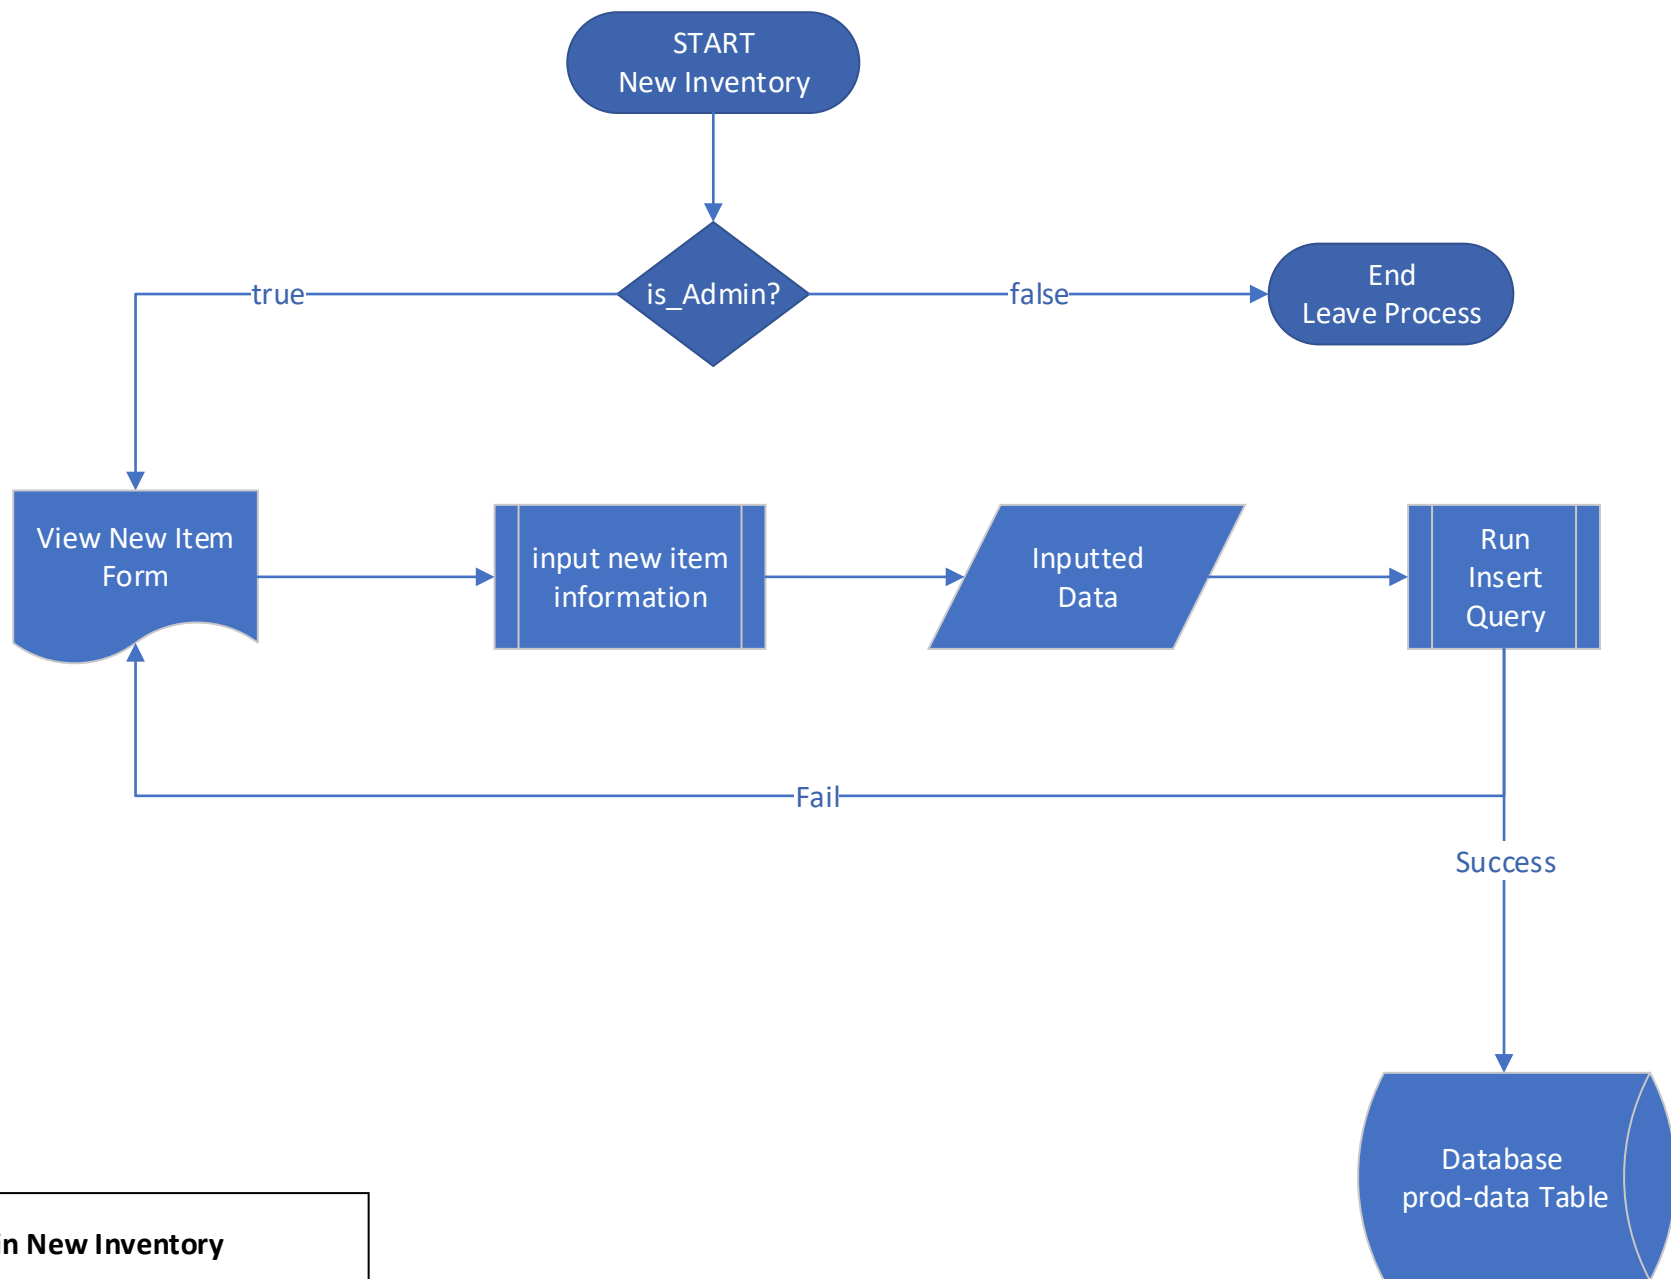 START
New Inventory
true
is_Admin?
false
End
Leave Process
View New Item
Form
input new item
information
Inputted
Data
Run
Insert
Query
Fail
Success
Database
prod-data Table
New Inventory